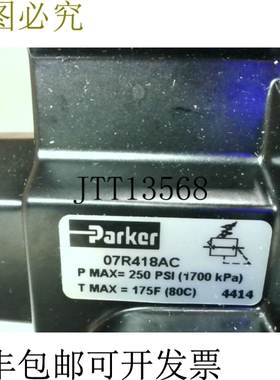 图必究
JTT13568
Parker
07R418AC
P MAX= 250 PSI (1700 kPa)
T MAX = 175F (80C) 4414
包邮可开发票